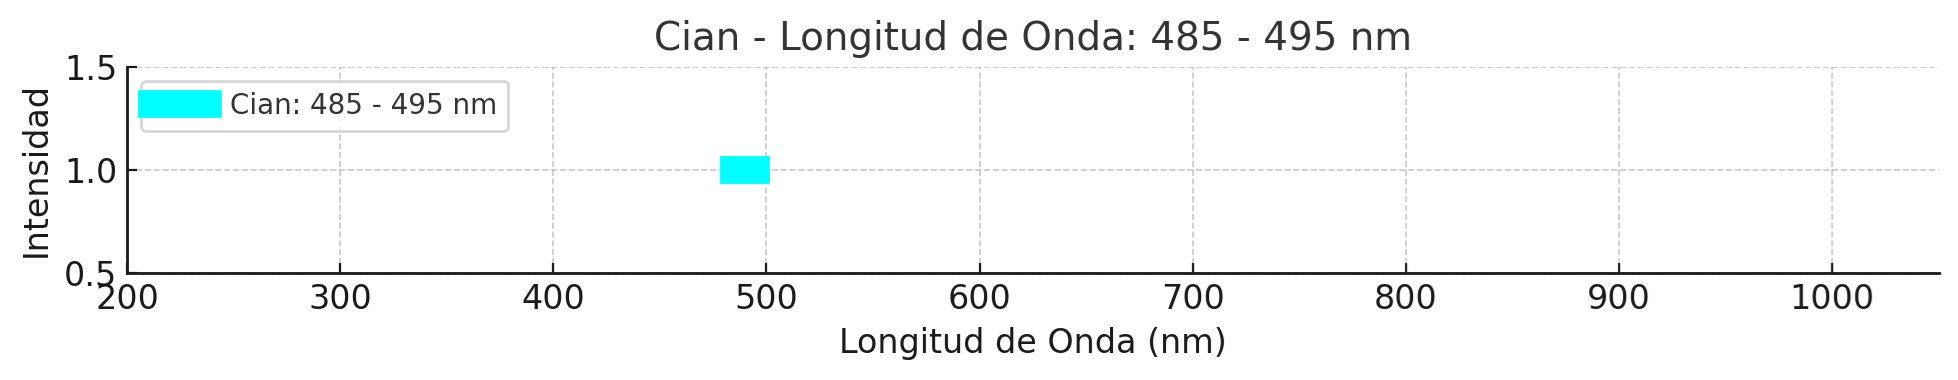 Cian - Longitud de Onda: 485 - 495 nm
1.5
Cian: 485 - 495 nm
Intensidad
1.0
0.5
200 300 400 500 600 700 800 900 1000
Longitud de Onda (nm)